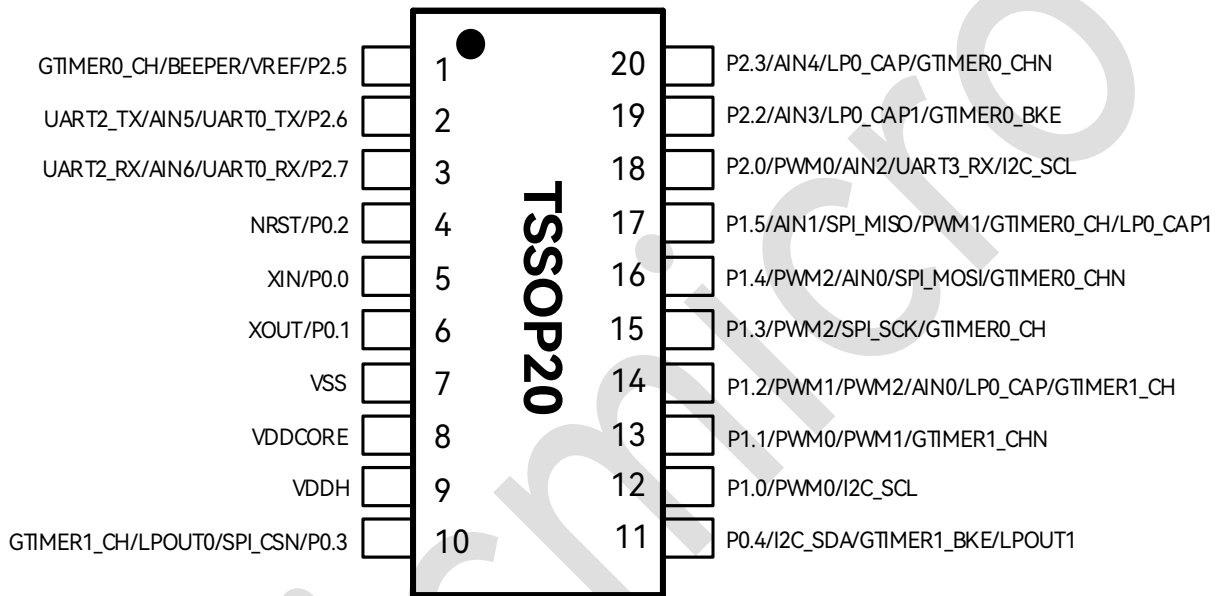 GTIMER0_CH/BEEPER/VREF/P2.5 1 20 P2.3/AIN4/LP0_CAP/GTIMER0_CHN
UART2_TX/AIN5/UART0_TX/P2.6 2 19 P2.2/AIN3/LP0_CAP1/GTIMER0_BKE
UART2_RX/AIN6/UART0_RX/P2.7 3 18 P2.0/PWM0/AIN2/UART3_RX/I2C_SCL
NRST/P0.2 4 17 P1.5/AIN1/SPI_MISO/PWM1/GTIMER0_CH/LP0_CAP1
XIN/P0.0 5 16 P1.4/PWM2/AIN0/SPI_MOSI/GTIMER0_CHN
XOUT/P0.1 6 15 P1.3/PWM2/SPI_SCK/GTIMER0_CH
VSS 7 14 P1.2/PWM1/PWM2/AIN0/LP0_CAP/GTIMER1_CH
VDDCORE 8 13 P1.1/PWM0/PWM1/GTIMER1_CHN
VDDH 9 12 P1.0/PWM0/I2C_SCL
GTIMER1_CH/LPOUT0/SPI_CSN/P0.3 10 11 P0.4/I2C_SDA/GTIMER1_BKE/LPOUT1
TSSOP20
micro